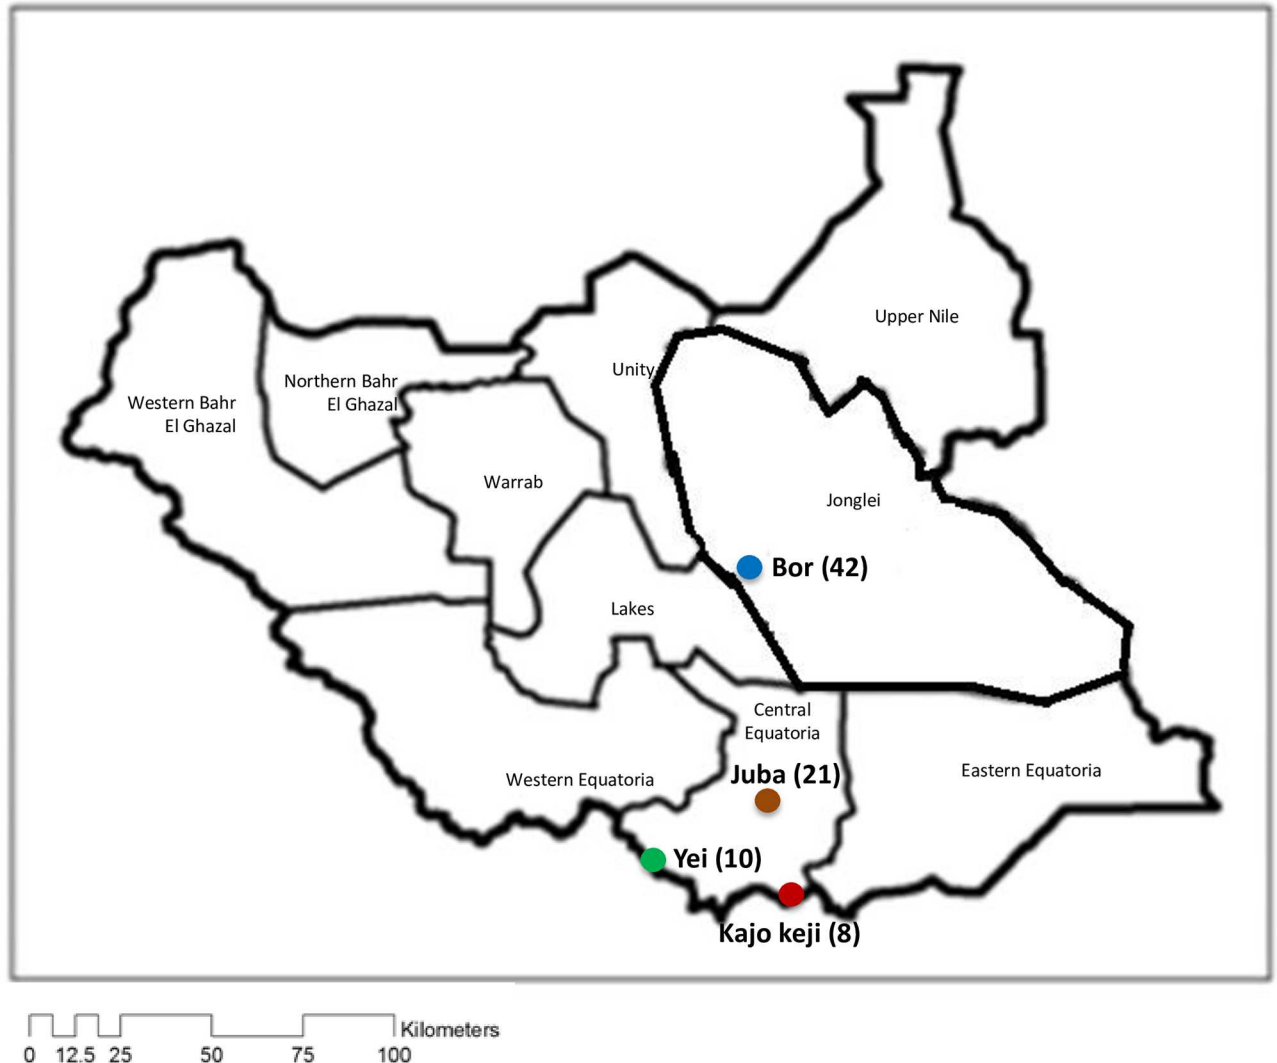 Upper Nile
Unity
Northern Bahr
El Ghazal
Western Bahr
El Ghazal
Warrab
Jonglei
Bor (42)
Lakes
Central
Equatoria
Juba (21)
Western Equatoria
Eastern Equatoria
Yei (10)
Kajo keji (8)
Kilometers
0 12.5 25 50 75 100